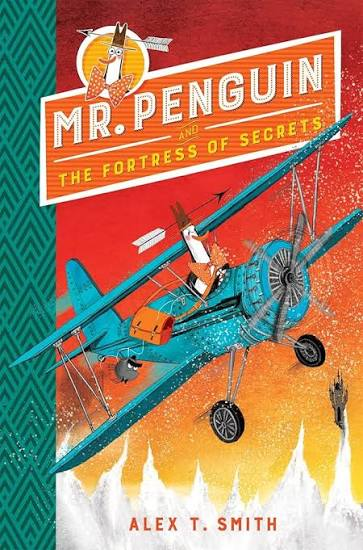 MR. PENGUIN
AND
THE FORTRESS OF SECRETS
ALEX T. SMITH